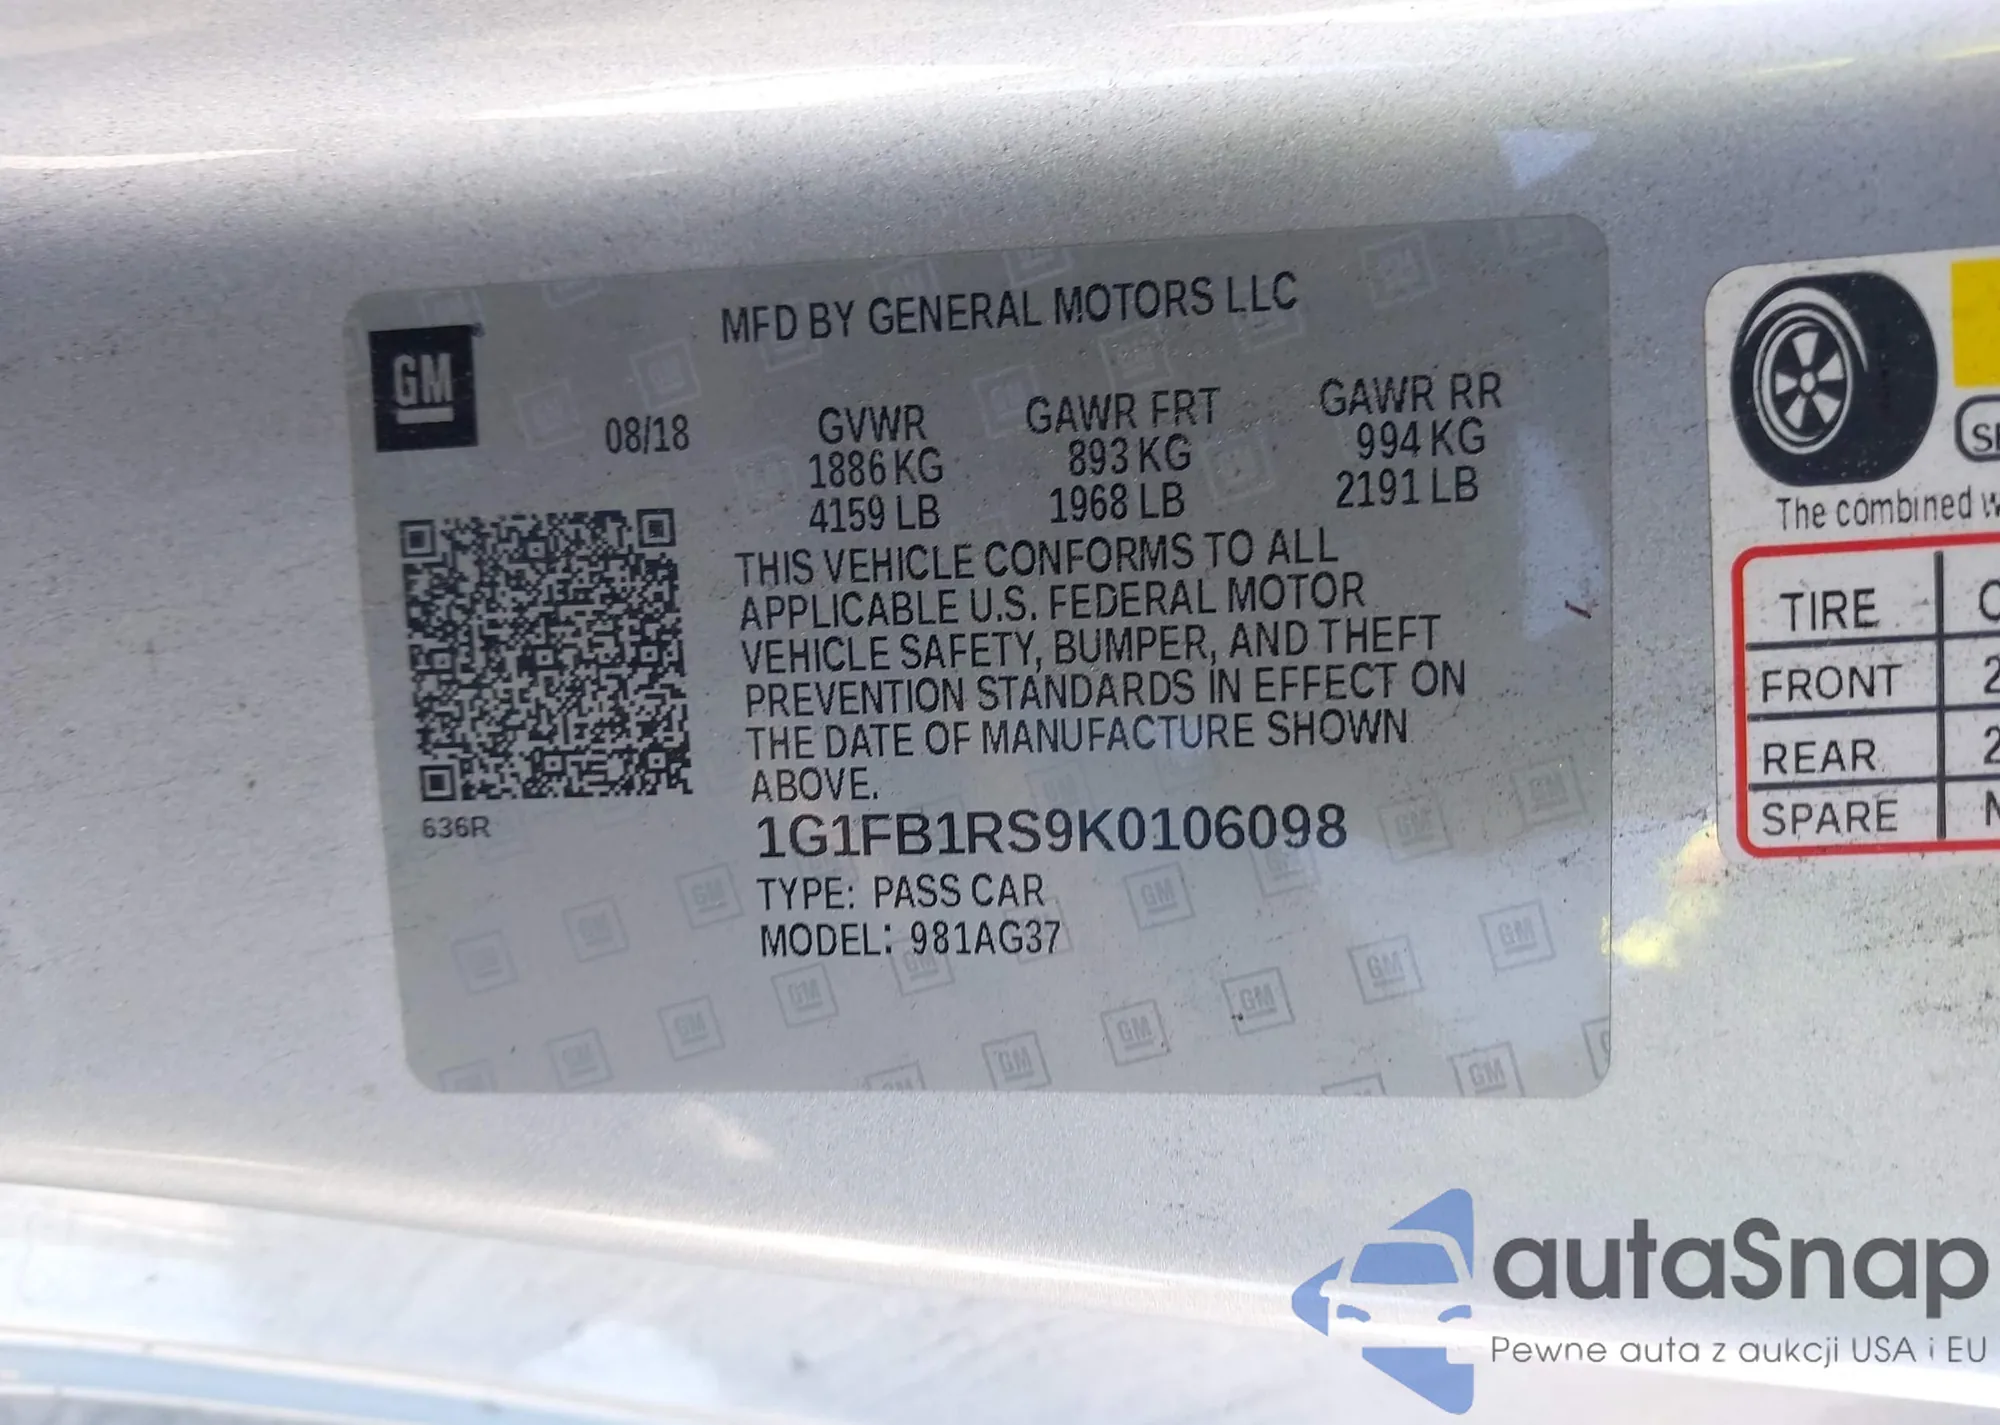 MFD BY GENERAL MOTORS LLC
GM
08/18
GVWR
1886 KG
4159 LB
GAWR FRT
893 KG
1968 LB
GAWR RR
994 KG
2191 LB
THIS VEHICLE CONFORMS TO ALL
APPLICABLE U.S. FEDERAL MOTOR
VEHICLE SAFETY, BUMPER, AND THEFT
PREVENTION STANDARDS IN EFFECT ON
THE DATE OF MANUFACTURE SHOWN
ABOVE.
636R
1G1FB1RS9K0106098
TYPE: PASS CAR
MODEL: 981AG37
The combined
TIRE
FRONT 2
REAR 2
SPARE N
autaSnap
Pewne auta z aukcji USA i EU